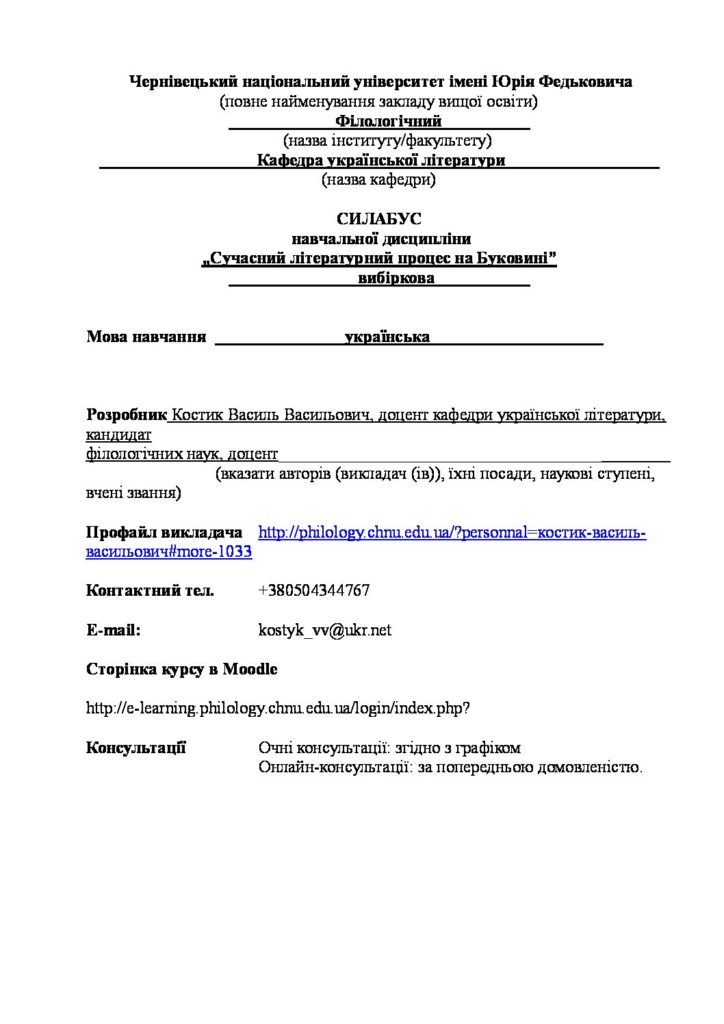 Чернівецький національний університет імені Юрія Федьковича
(повне найменування закладу вищої освіти)
Філологічний
(назва інституту/факультету)
Кафедра української літератури
(назва кафедри)
СИЛАБУС
навчальної дисципліни
„Сучасний літературний процес на Буковині”
вибіркова
Мова навчання українська
Розробник Костик Василь Васильович, доцент кафедри української літератури,
кандидат
філологічних наук, доцент
(вказати авторів (викладач (ів)), їхні посади, наукові ступені,
вчені звання)
Профайл викладача http://philology.chnu.edu.ua/?personnal=костик-василь-
васильович#more-1033
Контактний тел. +380504344767
E-mail: kostyk_vv@ukr.net
Сторінка курсу в Moodle
http://e-learning.philology.chnu.edu.ua/login/index.php?
Консультації Очні консультації: згідно з графіком
Онлайн-консультації: за попередньою домовленістю.